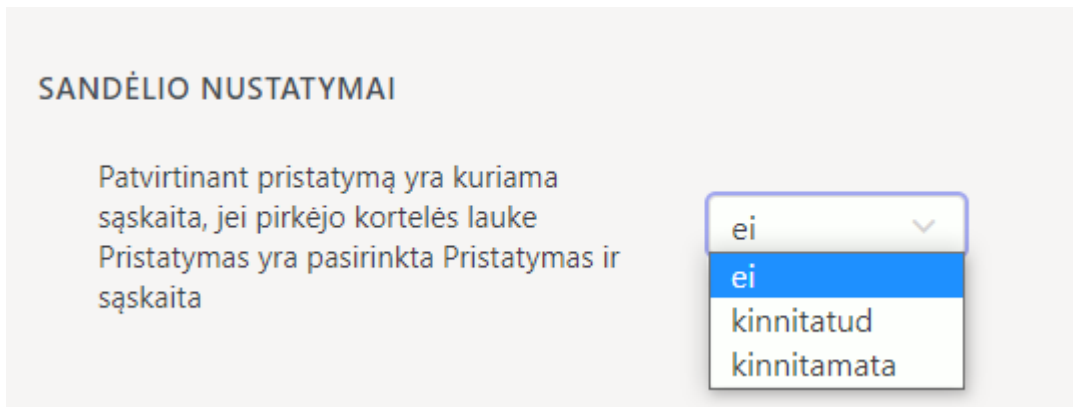 SANDĖLIO NUSTATYMAI
Patvirtinant pristatymą yra kuriama
sąskaita, jei pirkėjo kortelės lauke
Pristatymas yra pasirinkta Pristatymas ir
sąskaita
ei
ei
kinnitatud
kinnitamata